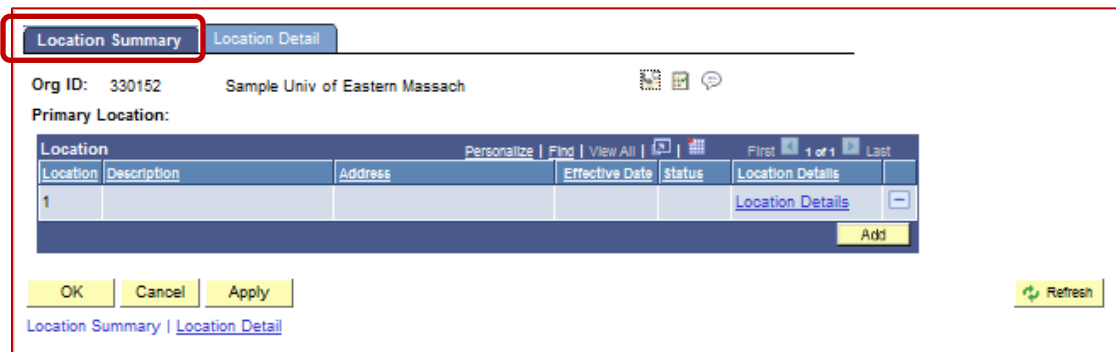 Location Summary Location Detail
Org ID: 330152 Sample Univ of Eastern Massach
Primary Location:
Location Personalize | Find | View All | | First 1 of 1 Last
Location Description Address Effective Date Status Location Details
1 Location Details
Add
OK Cancel Apply Refresh
Location Summary | Location Detail